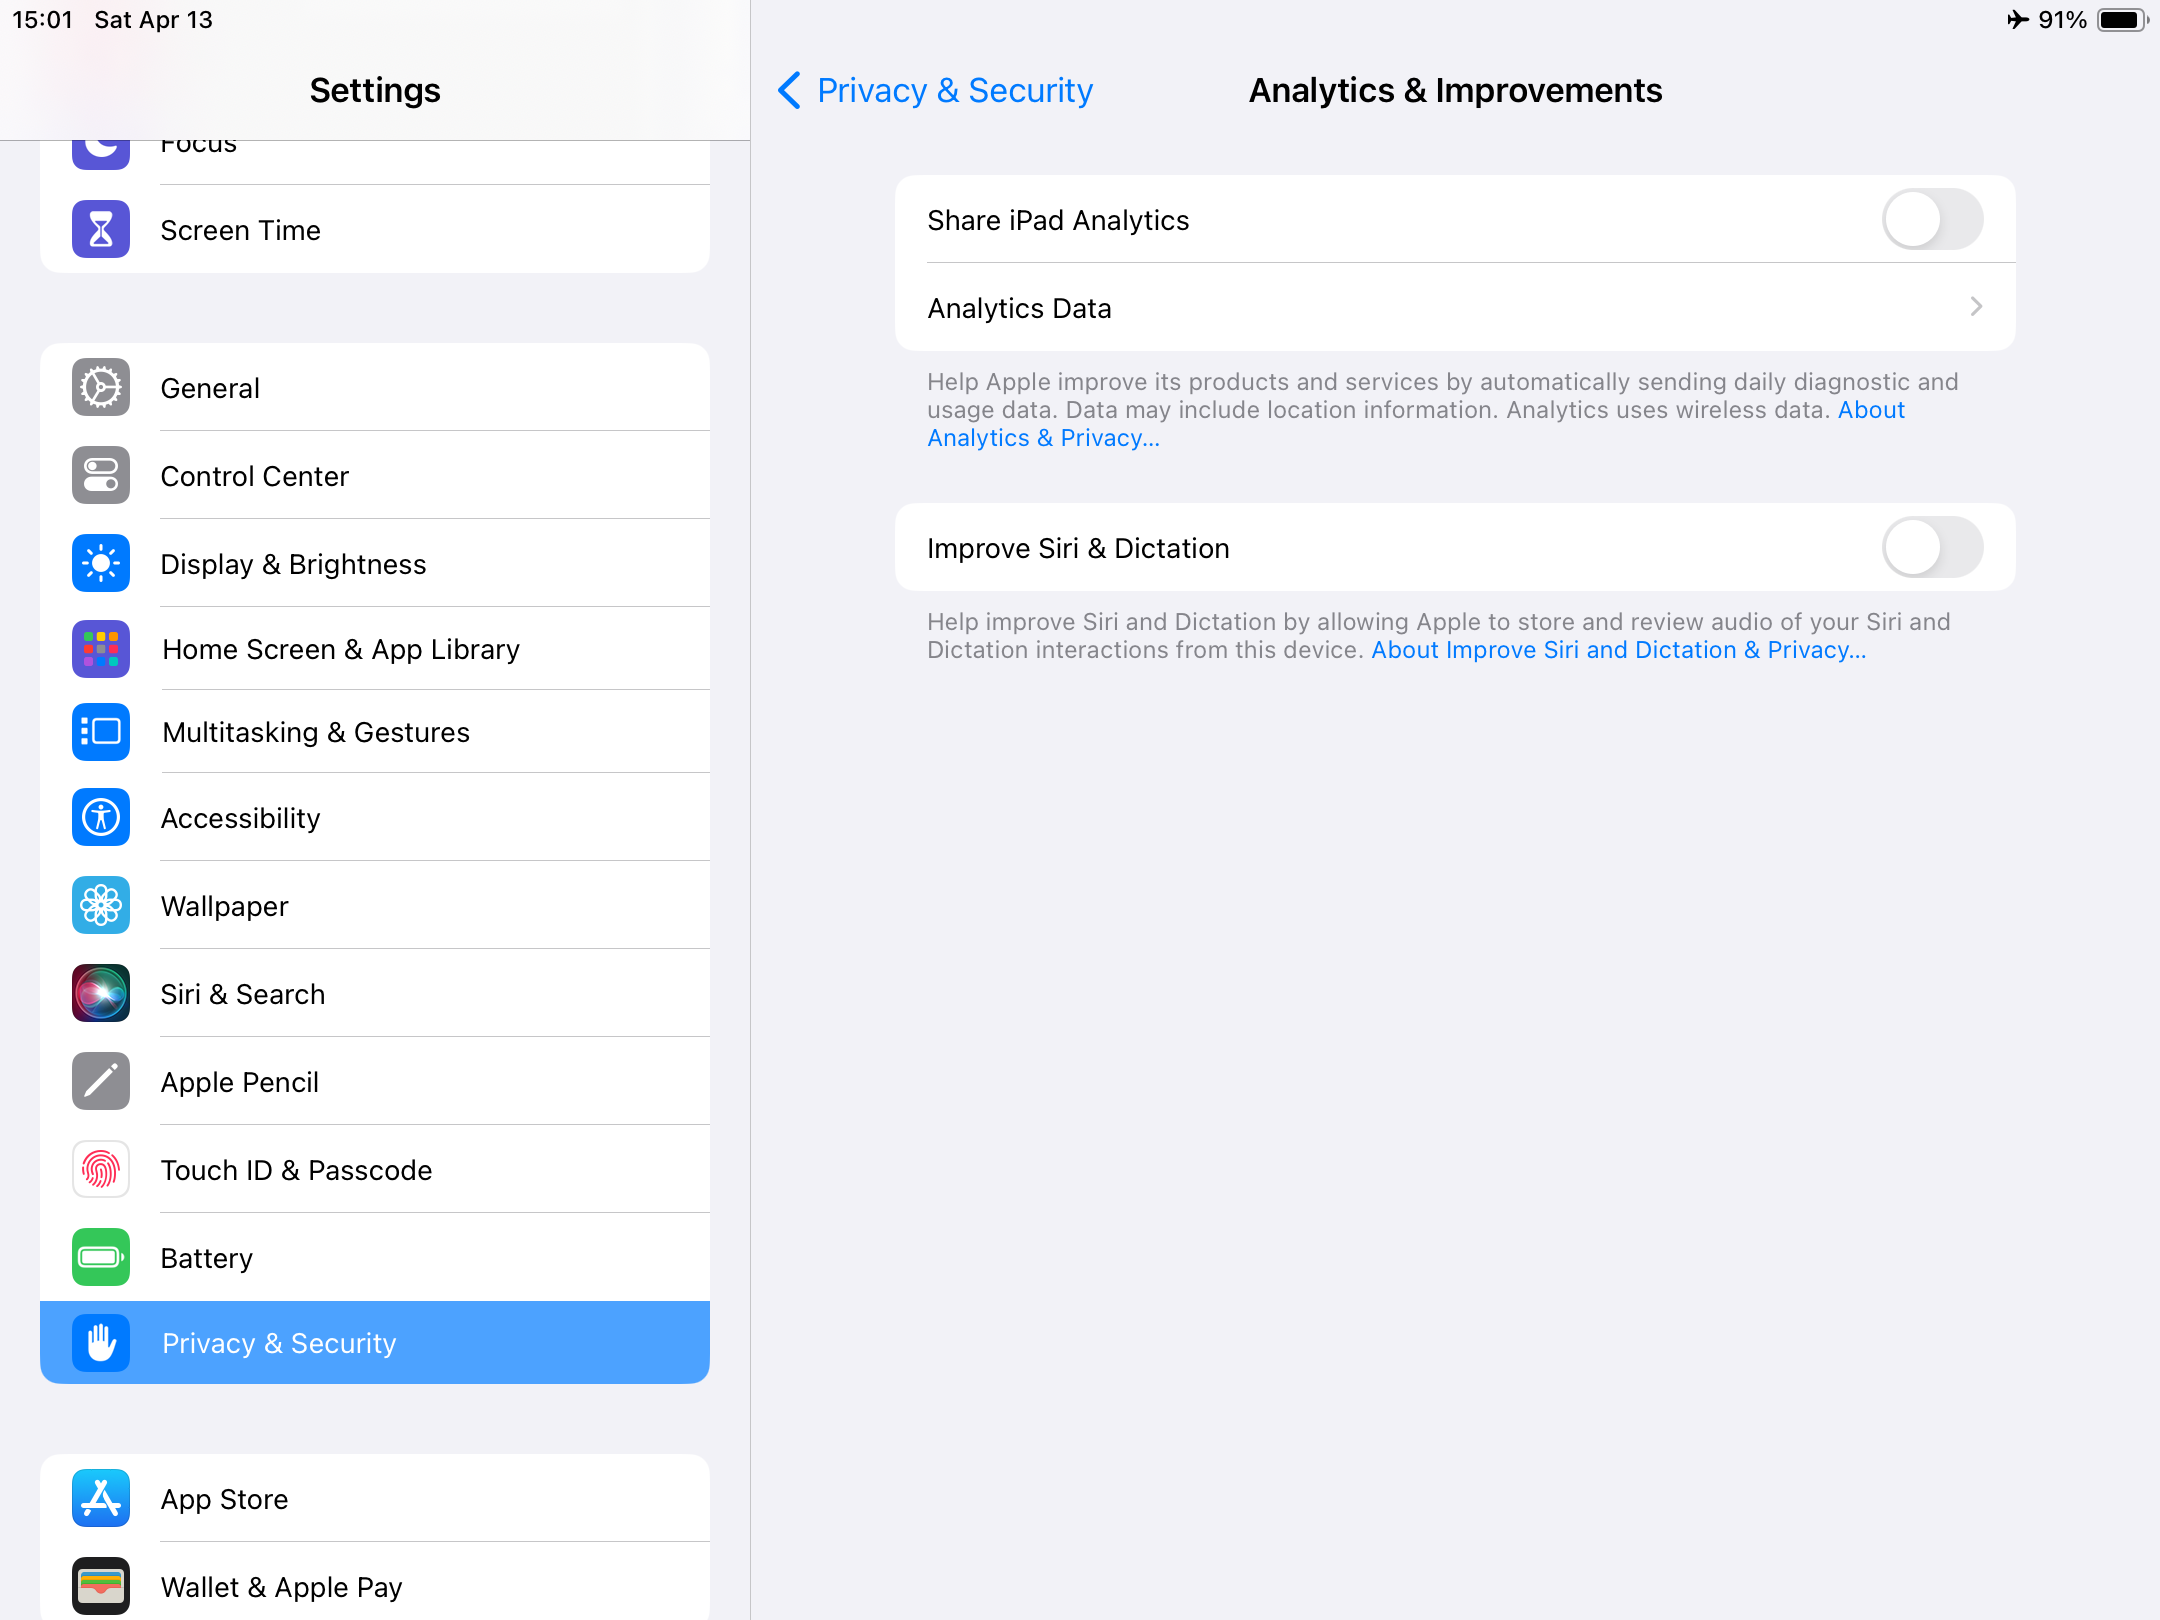 15:01 Sat Apr 13
91%
Settings
Focus
Screen Time
General
Control Center
Display & Brightness
Home Screen & App Library
Multitasking & Gestures
Accessibility
Wallpaper
Siri & Search
Apple Pencil
Touch ID & Passcode
Battery
Privacy & Security
App Store
Wallet & Apple Pay
Privacy & Security
Analytics & Improvements
Share iPad Analytics
Analytics Data
Help Apple improve its products and services by automatically sending daily diagnostic and
usage data. Data may include location information. Analytics uses wireless data. About
Analytics & Privacy...
Improve Siri & Dictation
Help improve Siri and Dictation by allowing Apple to store and review audio of your Siri and
Dictation interactions from this device. About Improve Siri and Dictation & Privacy...